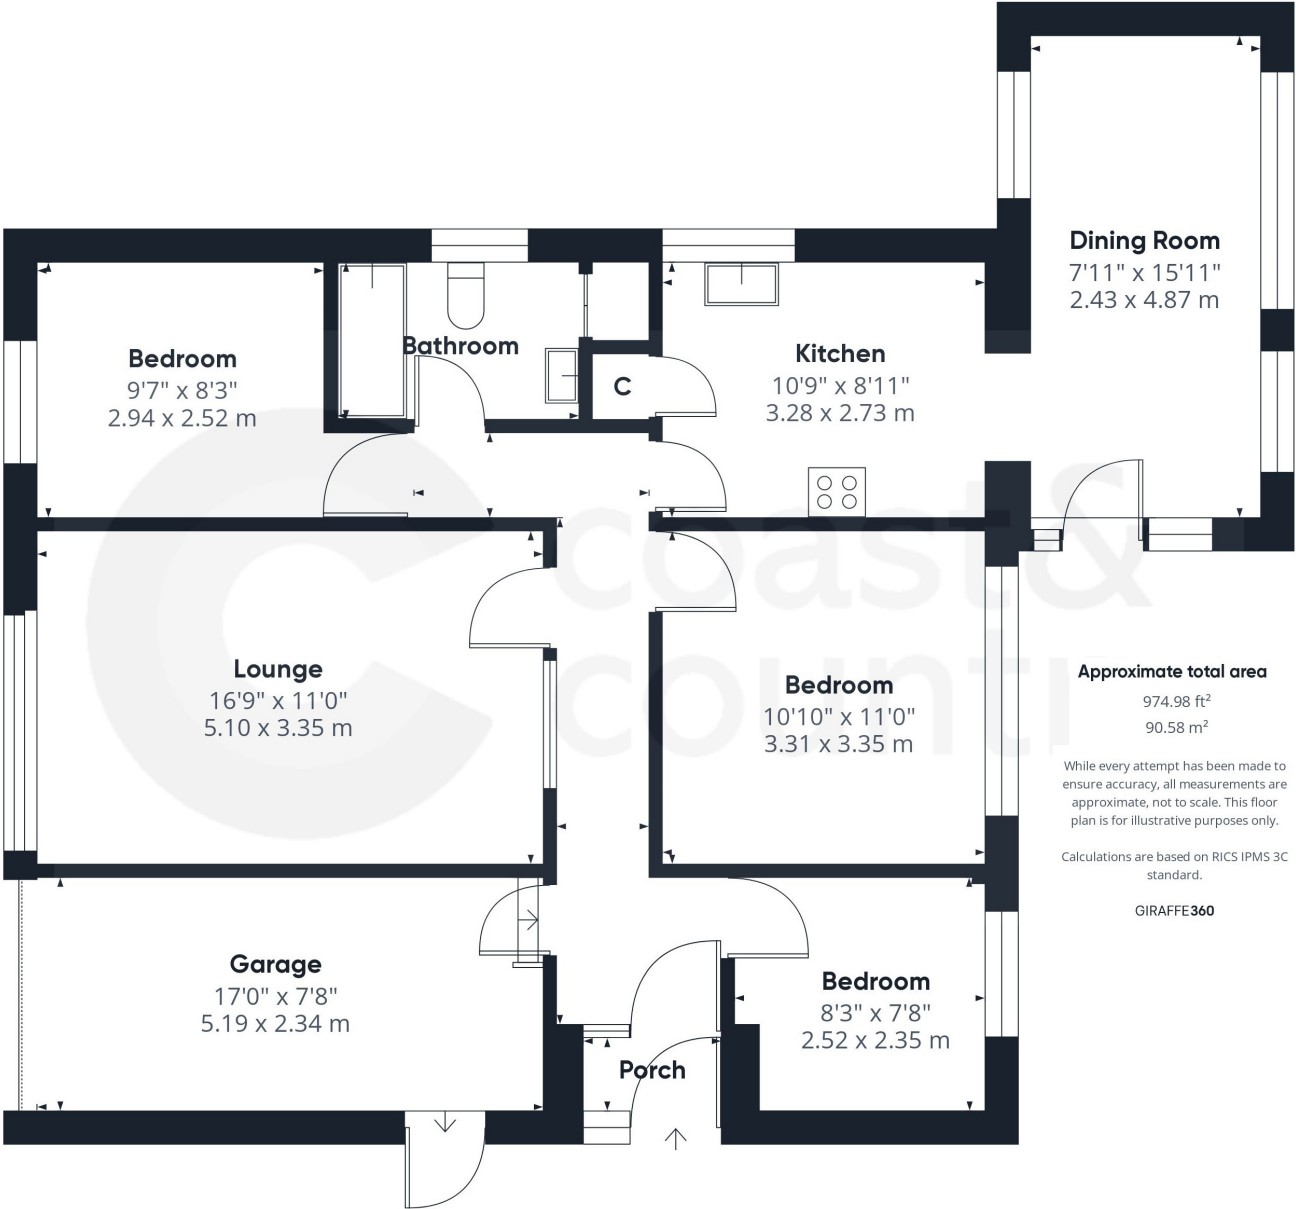 Dining Room
7'11" x 15'11"
2.43 x 4.87 m
Bedroom
9'7" x 8'3"
2.94 x 2.52 m
Bathroom
C
Kitchen
10'9" x 8'11"
3.28 x 2.73 m
coast &
country
Lounge
16'9" x 11'0"
5.10 x 3.35 m
Bedroom
10'10" x 11'0"
3.31 x 3.35 m
Approximate total area
974.98 ft²
90.58 m²
While every attempt has been made to
ensure accuracy, all measurements are
approximate, not to scale. This floor
plan is for illustrative purposes only.
Calculations are based on RICS IPMS 3C
standard.
GIRAFFE360
Garage
17'0" x 7'8"
5.19 x 2.34 m
Bedroom
8'3" x 7'8"
2.52 x 2.35 m
Porch